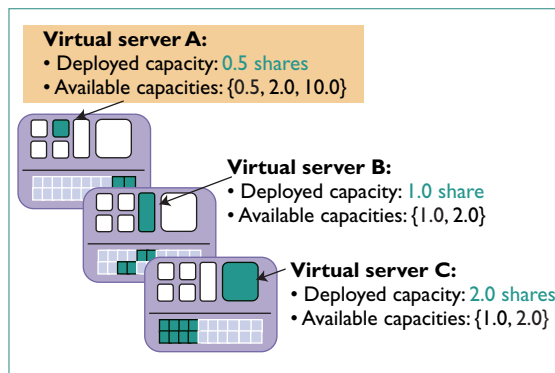 Virtual server A:
• Deployed capacity: 0.5 shares
• Available capacities: {0.5, 2.0, 10.0}
Virtual server B:
• Deployed capacity: 1.0 share
• Available capacities: {1.0, 2.0}
Virtual server C:
• Deployed capacity: 2.0 shares
• Available capacities: {1.0, 2.0}